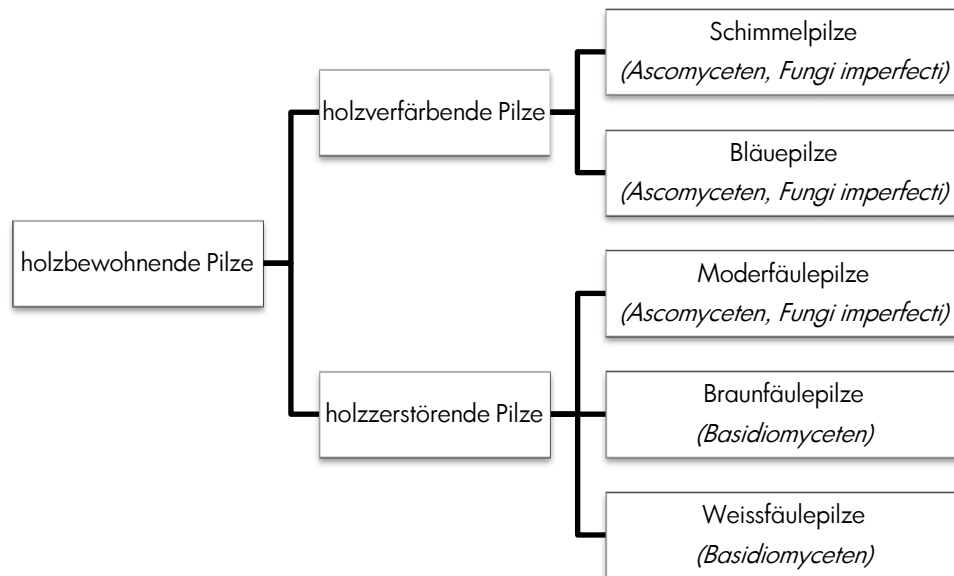 holzbewohnende Pilze
holzverfärbende Pilze
Schimmelpilze
(Ascomyceten, Fungi imperfecti)
Bläuepilze
(Ascomyceten, Fungi imperfecti)
holzzerstörende Pilze
Moderfäulepilze
(Ascomyceten, Fungi imperfecti)
Braunfäulepilze
(Basidiomyceten)
Weissfäulepilze
(Basidiomyceten)